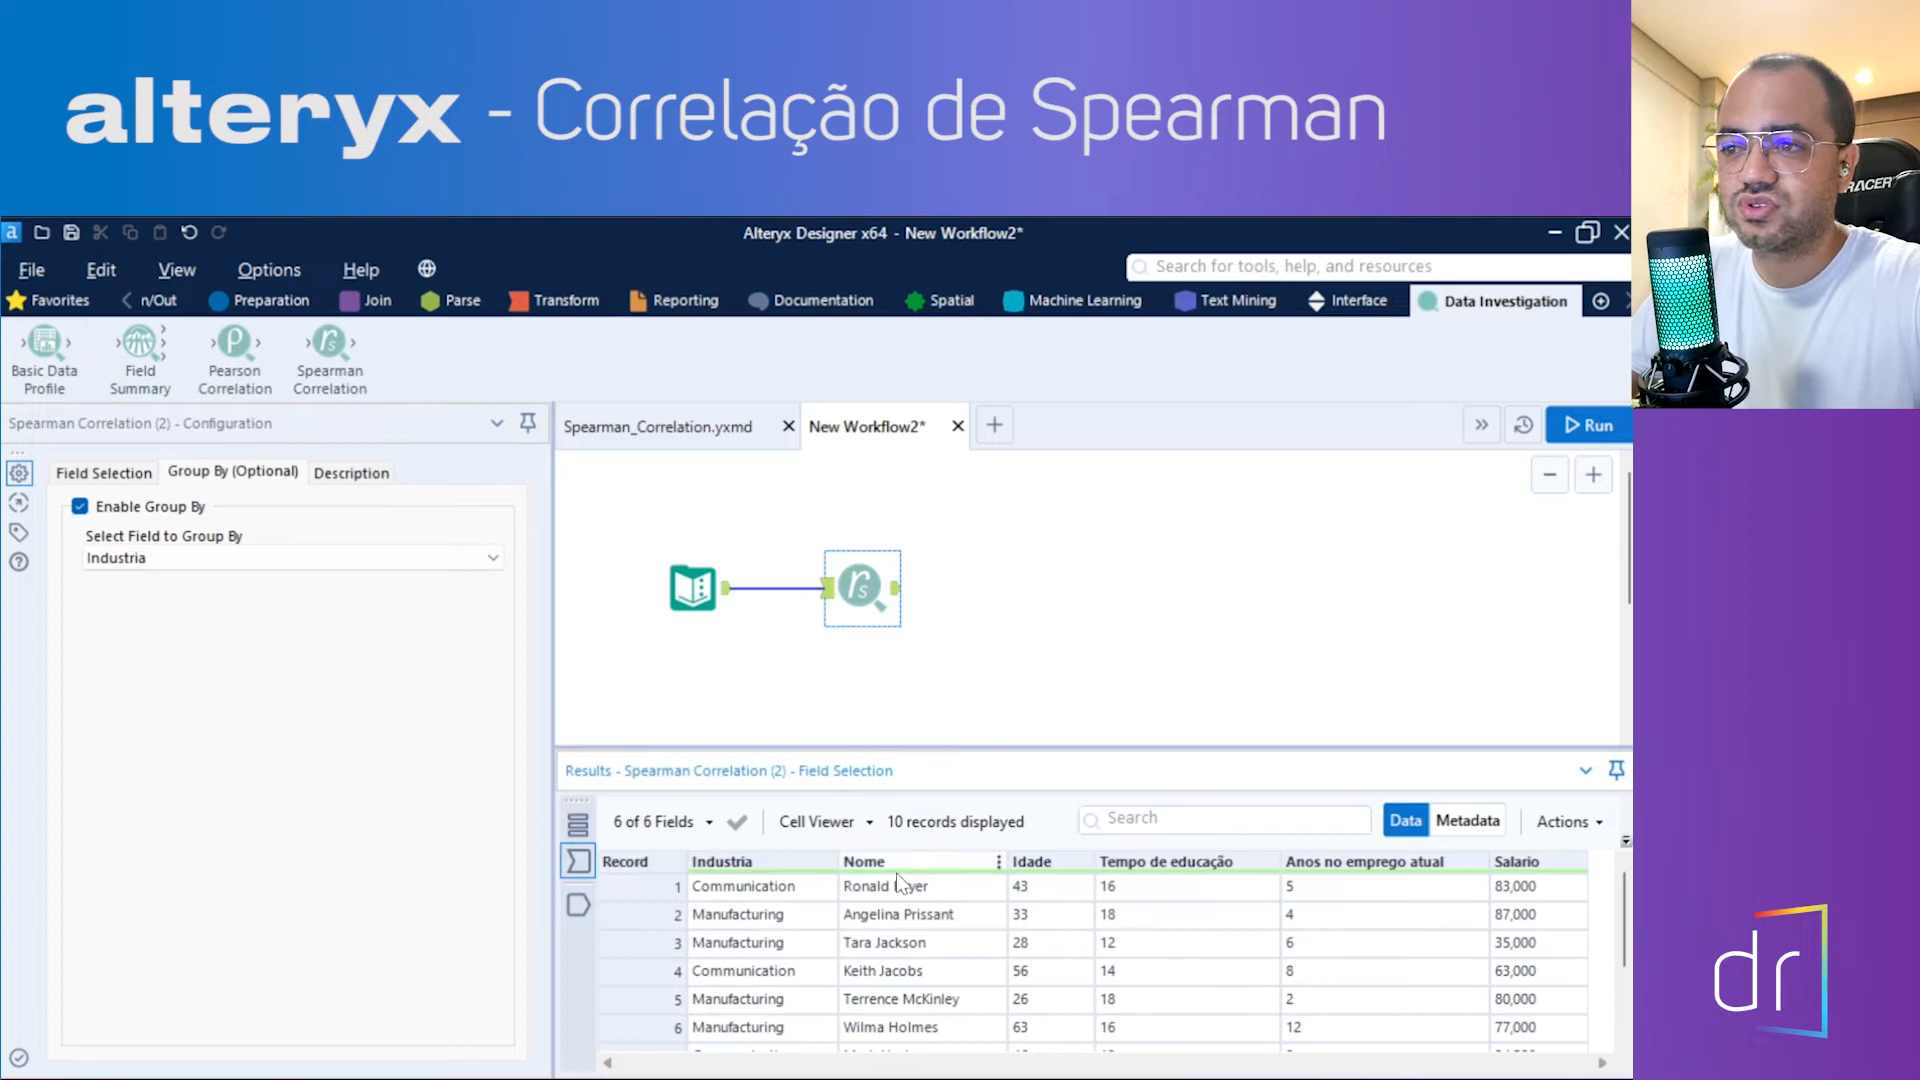 alteryx - Correlação de Spearman
a
Alteryx Designer x64 - New Workflow2*
File Edit View Options Help
Search for tools, help, and resources
Favorites n/Out Preparation Join Parse Transform Reporting Documentation Spatial Machine Learning Text Mining Interface Data Investigation
Basic Data Profile
Field Summary
Pearson Correlation
Spearman Correlation
Spearman Correlation (2) - Configuration
Spearman_Correlation.yxmd New Workflow2* Run
Field Selection Group By (Optional) Description
Enable Group By
Select Field to Group By
Industria
rs
Results - Spearman Correlation (2) - Field Selection
6 of 6 Fields Cell Viewer 10 records displayed Search Data Metadata Actions
Record Industria Nome Idade Tempo de educação Anos no emprego atual Salario
1 Communication Ronald 43 16 5 83,000
2 Manufacturing Angelina Prissant 33 18 4 87,000
3 Manufacturing Tara Jackson 28 12 6 35,000
4 Communication Keith Jacobs 56 14 8 63,000
5 Manufacturing Terrence McKinley 26 18 2 80,000
6 Manufacturing Wilma Holmes 63 16 12 77,000
RACER
dr